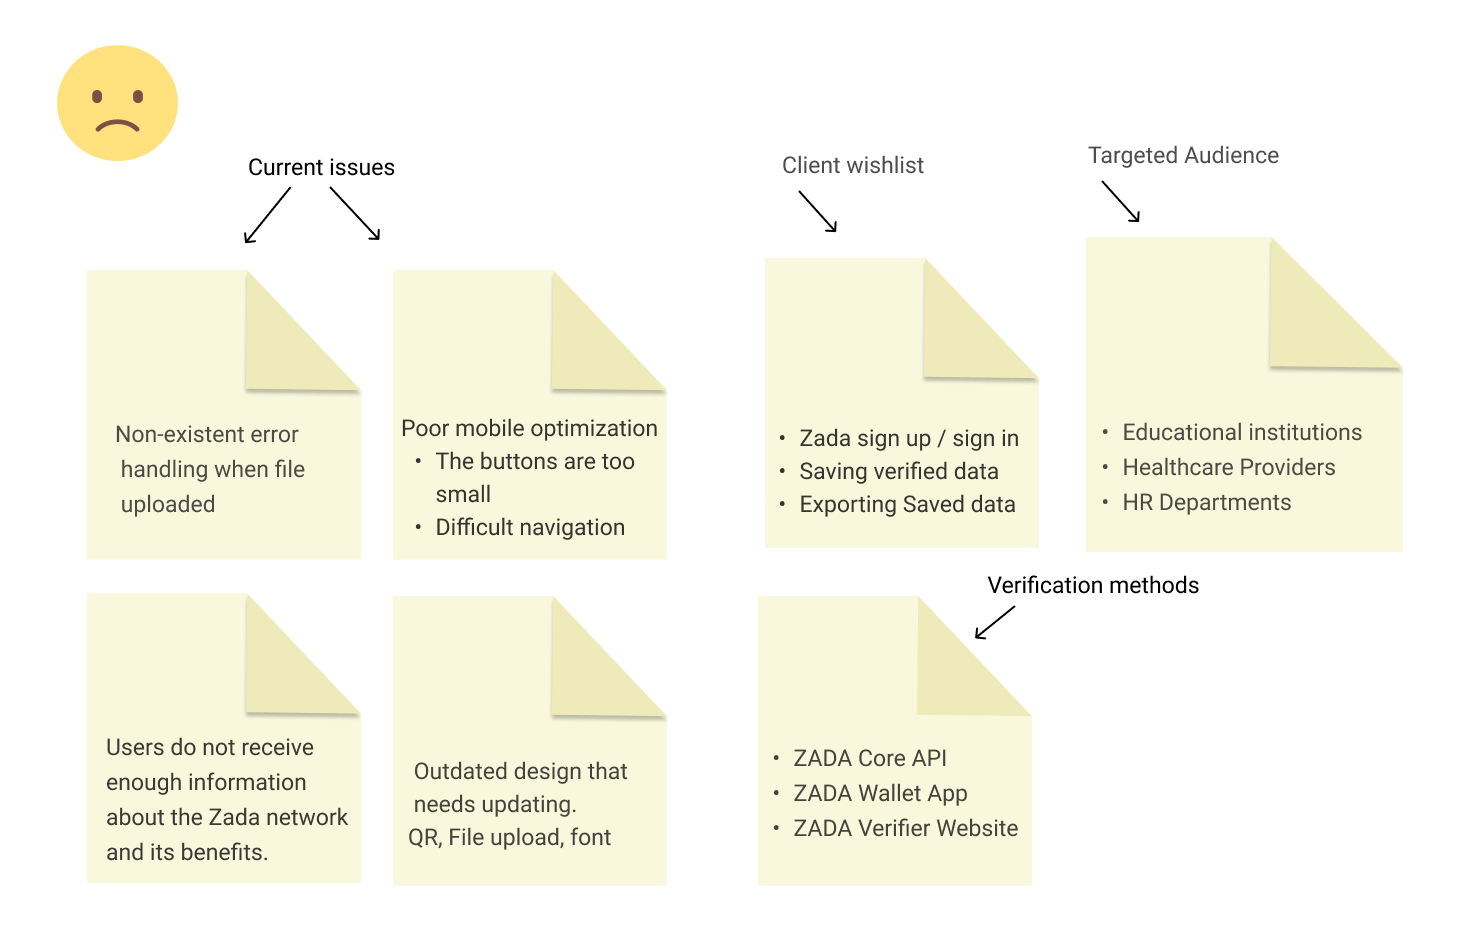 Current issues
Non-existent error
handling when file
uploaded
Poor mobile optimization
• The buttons are too
small
• Difficult navigation
Users do not receive
enough information
about the Zada network
and its benefits.
Outdated design that
needs updating.
QR, File upload, font
Client wishlist
• Zada sign up / sign in
• Saving verified data
• Exporting Saved data
Targeted Audience
• Educational institutions
• Healthcare Providers
• HR Departments
Verification methods
• ZADA Core API
• ZADA Wallet App
• ZADA Verifier Website